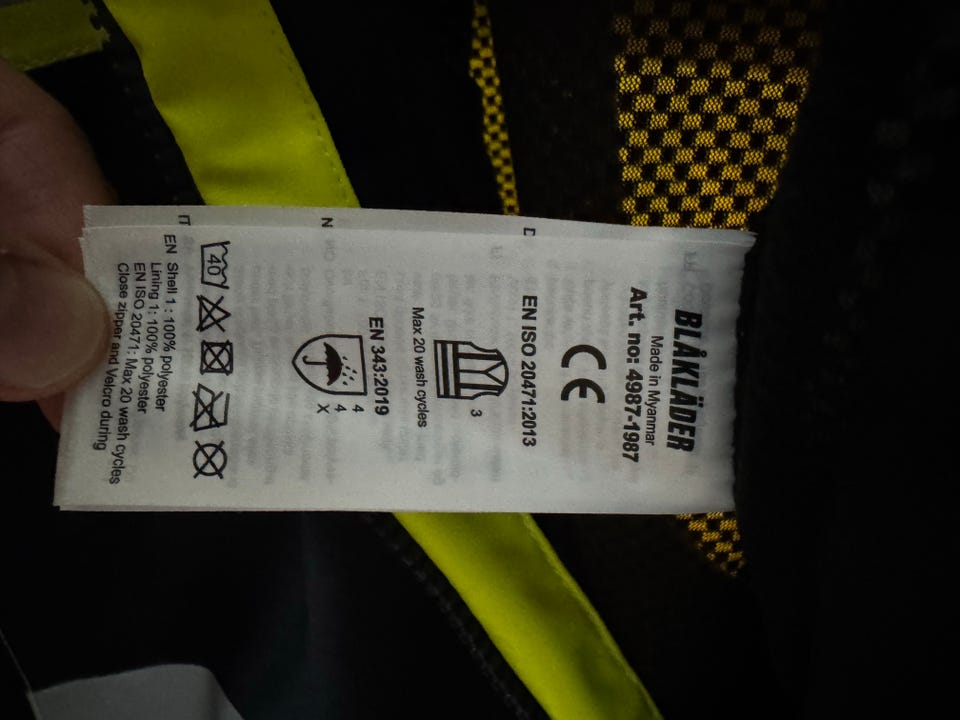 BLÅKLÄDER
Made in Myanmar
Art. no: 4987-1987
CE
EN ISO 20471:2013
3
Max 20 wash cycles
EN 343:2019
4
4
X
40
EN Shell 1 : 100% polyester
Lining 1: 100% polyester
EN ISO 20471: Max 20 wash cycles
Close zipper and Velcro during